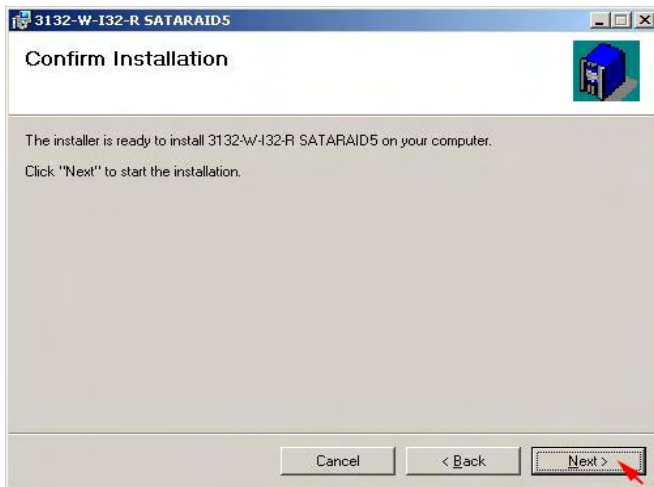 3132-W-I32-R SATARAID5
Confirm Installation
The installer is ready to install 3132-W-I32-R SATARAID5 on your computer.
Click "Next" to start the installation.
Cancel
< Back
Next >